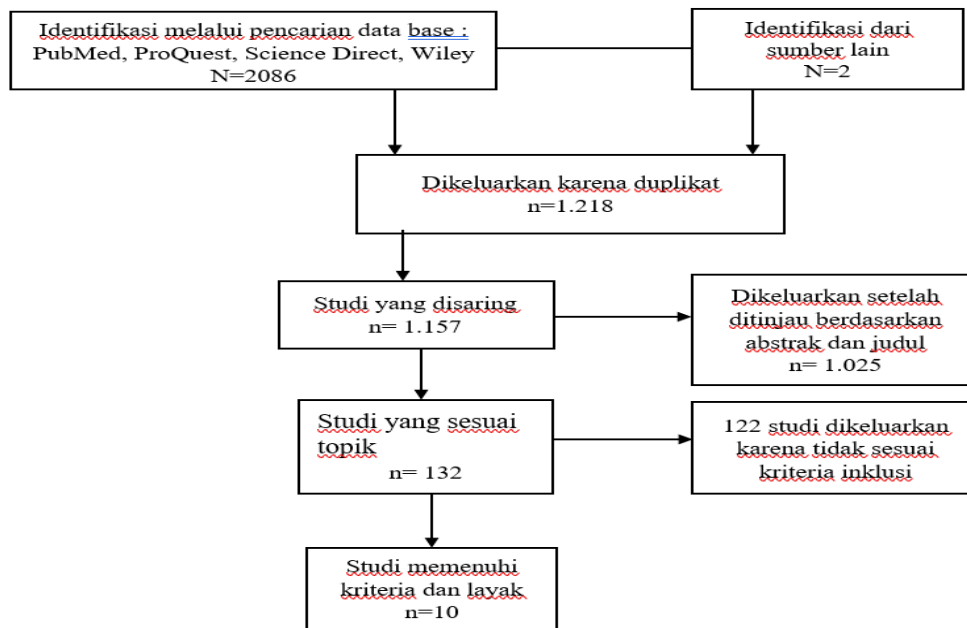 Identifikasi melalui pencarian data base :
PubMed, ProQuest, Science Direct, Wiley
N=2086
Identifikasi dari
sumber lain
N=2
Dikeluarkan karena duplikat
n=1.218
Studi yang disaring
n= 1.157
Dikeluarkan setelah
ditinjau berdasarkan
abstrak dan judul
n= 1.025
Studi yang sesuai
topik
n= 132
122 studi dikeluarkan
karena tidak sesuai
kriteria inklusi
Studi memenuhi
kriteria dan layak
n=10